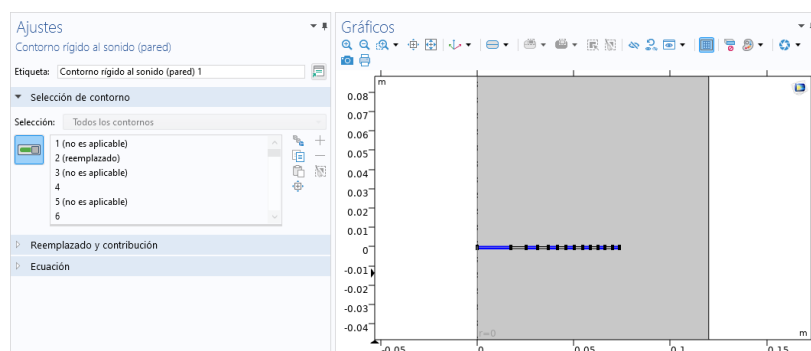 Ajustes
Contorno rígido al sonido (pared)
Etiqueta: Contorno rígido al sonido (pared) 1
Selección de contorno
Selección: Todos los contornos
1 (no es aplicable)
2 (reemplazado)
3 (no es aplicable)
4
5 (no es aplicable)
6
Reemplazado y contribución
Ecuación
Gráficos
m
0.08
0.07
0.06
0.05
0.04
0.03
0.02
0.01
0
-0.01
-0.02
-0.03
-0.04
r=0
m
-0.05 0 0.05 0.1 0.15